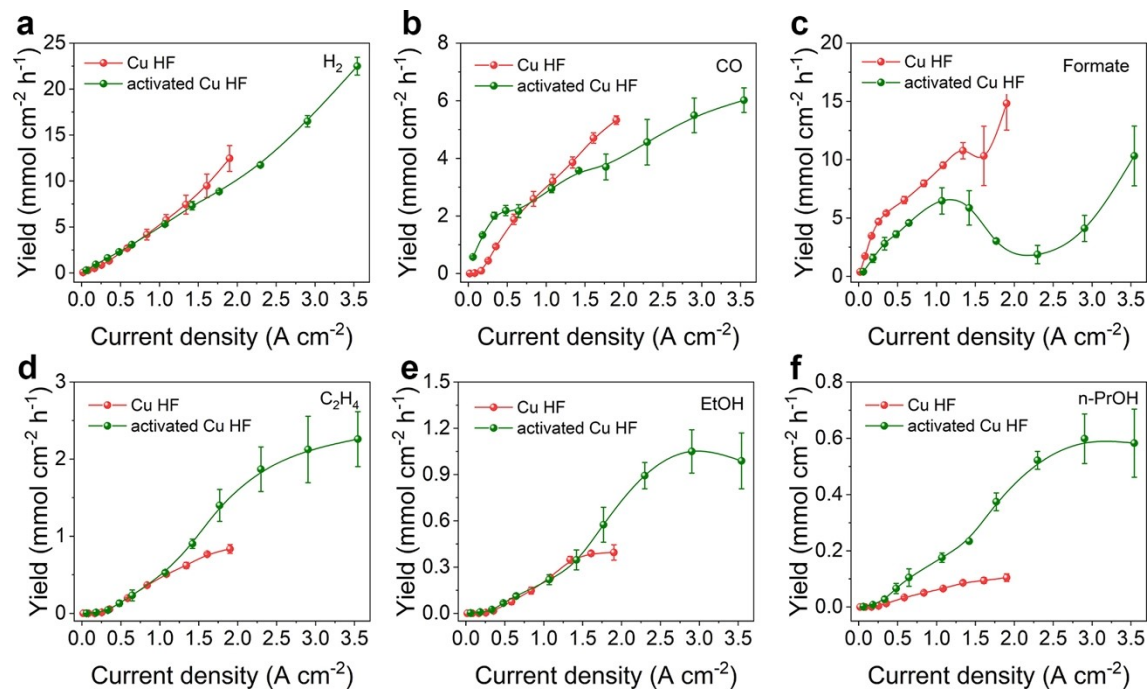 a
Yield (mmol cm⁻² h⁻¹)
25
20
15
10
5
0
Cu HF
activated Cu HF
H₂
0.0 0.5 1.0 1.5 2.0 2.5 3.0 3.5
Current density (A cm⁻²)
b
Yield (mmol cm⁻² h⁻¹)
8
6
4
2
0
Cu HF
activated Cu HF
CO
0.0 0.5 1.0 1.5 2.0 2.5 3.0 3.5
Current density (A cm⁻²)
c
Yield (mmol cm⁻² h⁻¹)
20
15
10
5
0
Cu HF
activated Cu HF
Formate
0.0 0.5 1.0 1.5 2.0 2.5 3.0 3.5
Current density (A cm⁻²)
d
Yield (mmol cm⁻² h⁻¹)
3
2
1
0
Cu HF
activated Cu HF
C₂H₄
0.0 0.5 1.0 1.5 2.0 2.5 3.0 3.5
Current density (A cm⁻²)
e
Yield (mmol cm⁻² h⁻¹)
1.5
1.2
0.9
0.6
0.3
0.0
Cu HF
activated Cu HF
EtOH
0.0 0.5 1.0 1.5 2.0 2.5 3.0 3.5
Current density (A cm⁻²)
f
Yield (mmol cm⁻² h⁻¹)
0.8
0.6
0.4
0.2
0.0
Cu HF
activated Cu HF
n-PrOH
0.0 0.5 1.0 1.5 2.0 2.5 3.0 3.5
Current density (A cm⁻²)